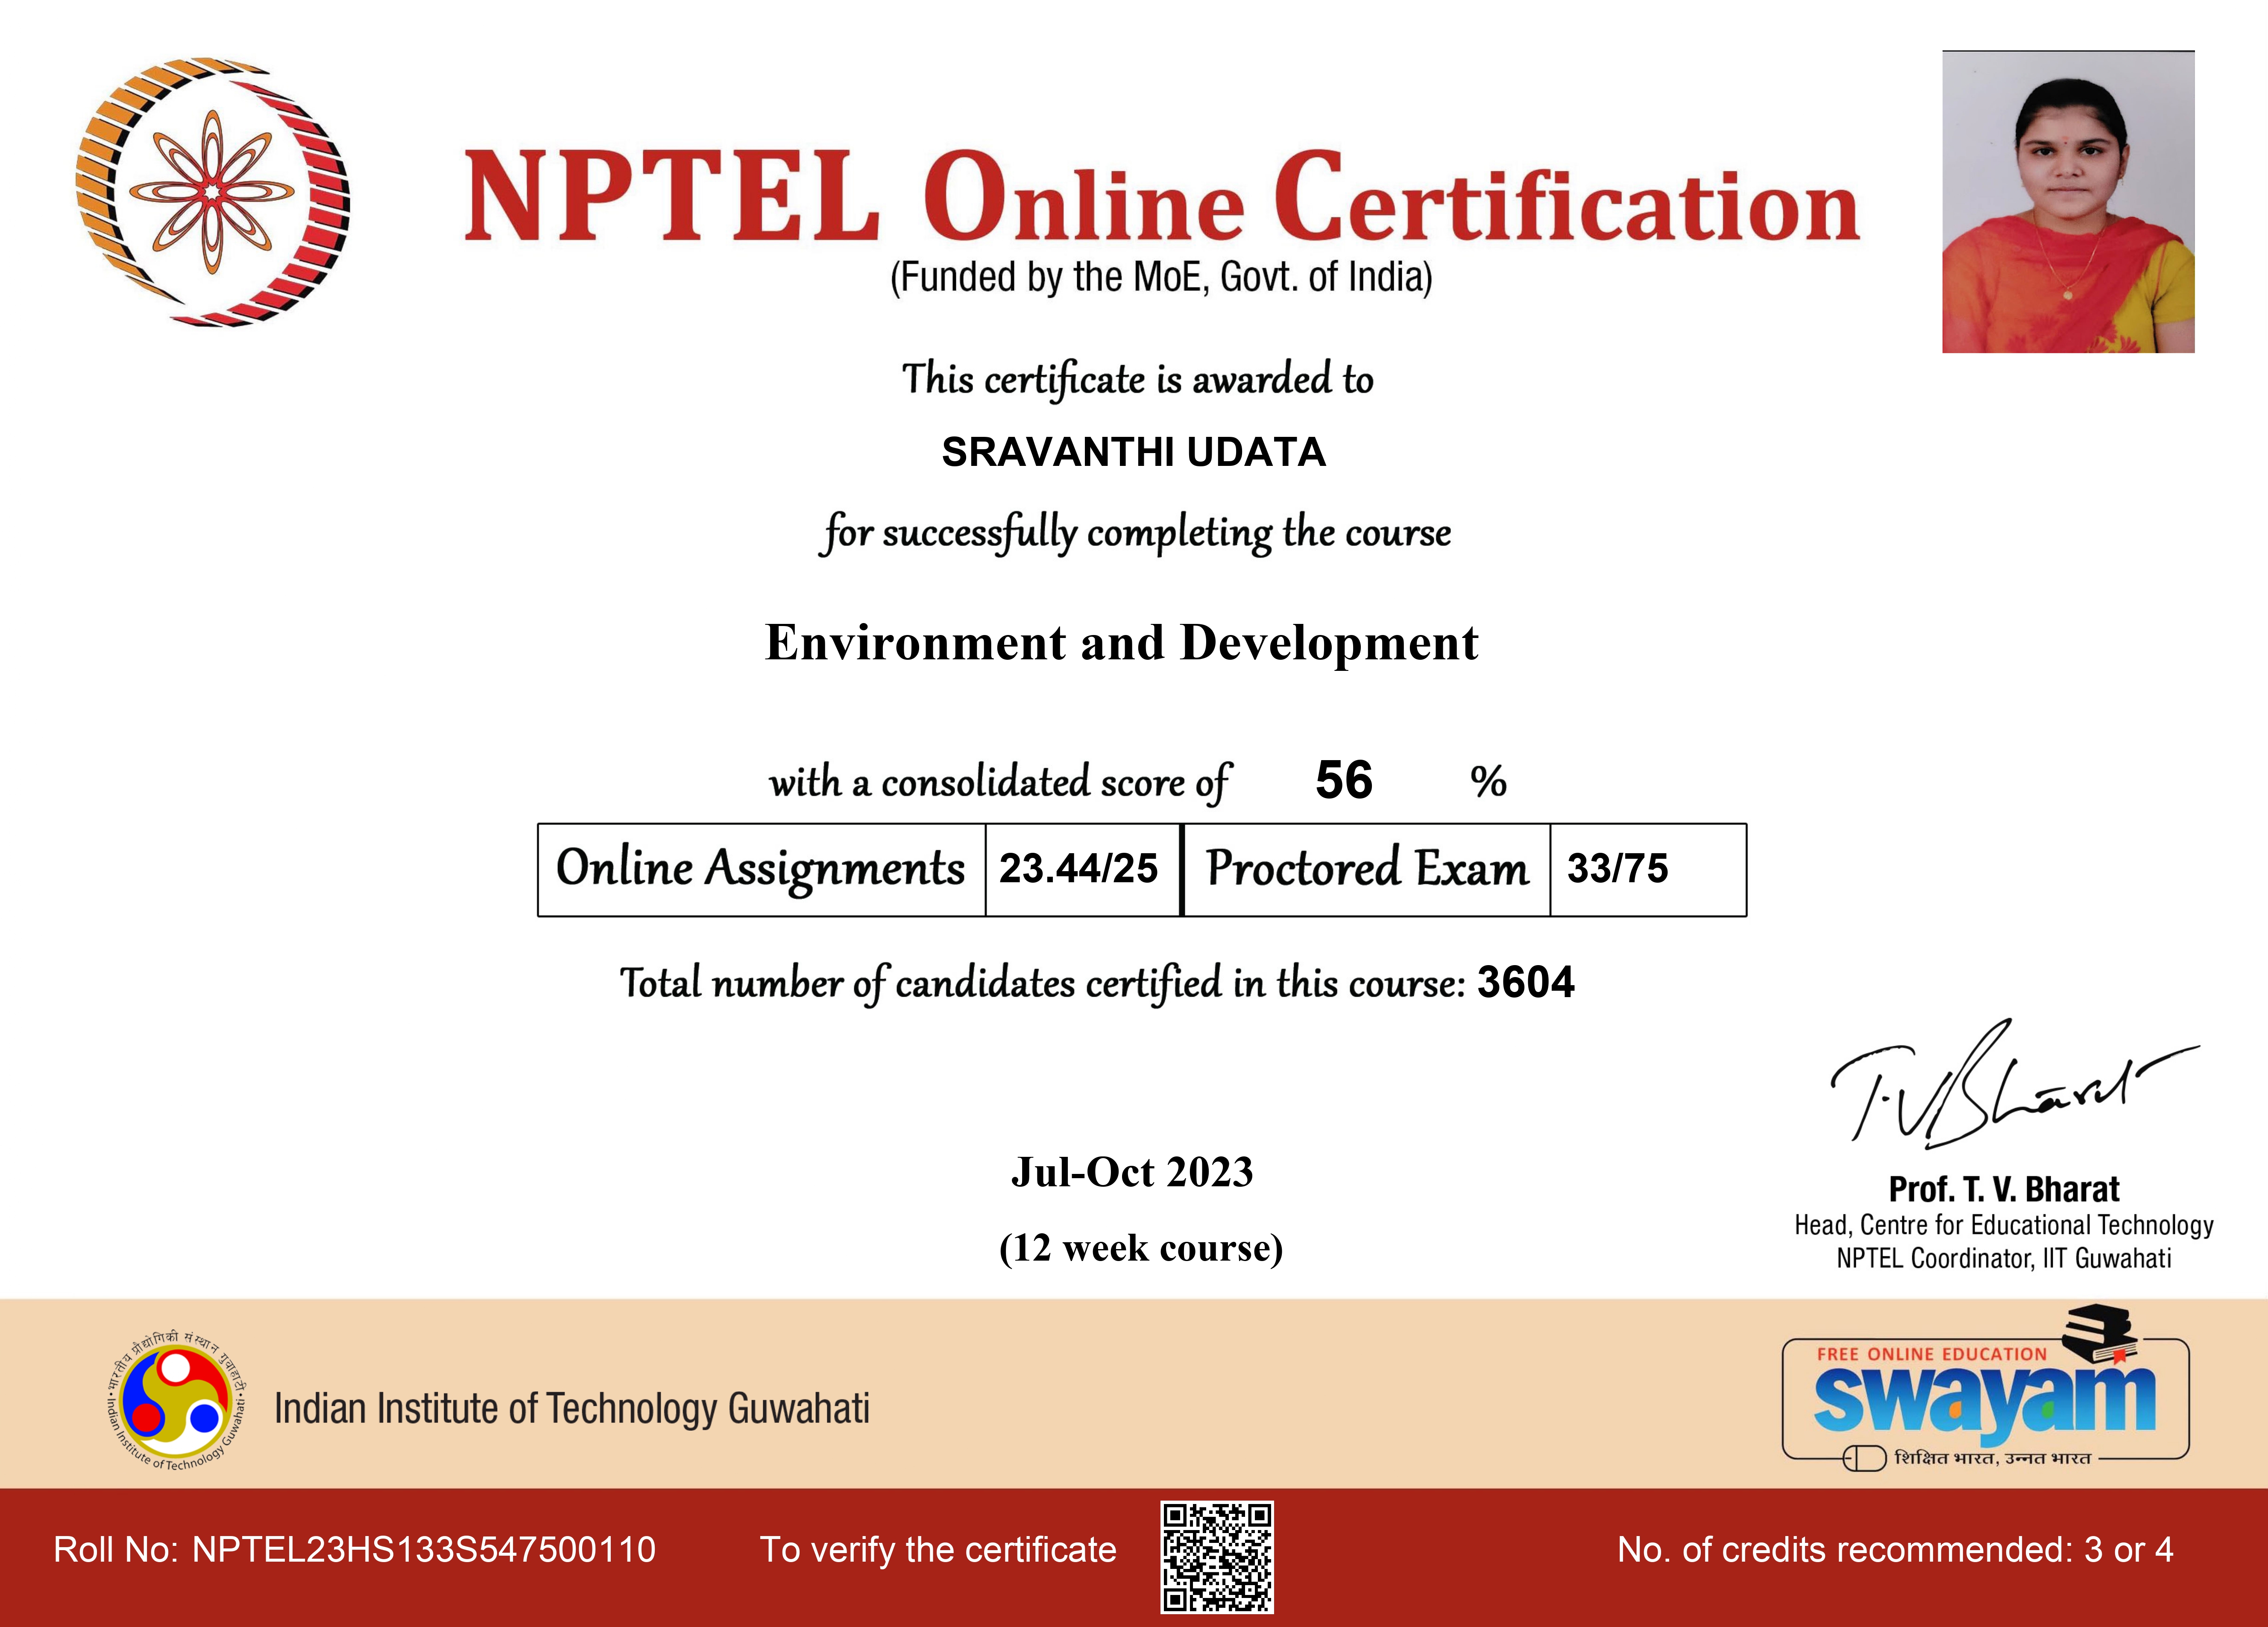 NPTEL Online Certification
(Funded by the MoE, Govt. of India)
This certificate is awarded to
SRAVANTHI UDATA
for successfully completing the course
Environment and Development
with a consolidated score of 56 %
Online Assignments 23.44/25 Proctored Exam 33/75
Total number of candidates certified in this course: 3604
T.V Bharat
Jul-Oct 2023
(12 week course)
Prof. T. V. Bharat
Head, Centre for Educational Technology
NPTEL Coordinator, IIT Guwahati
भारतीय प्रौद्योगिकी संस्थान गुवाहाटी
Indian Institute of Technology Guwahati
Indian Institute of Technology Guwahati
FREE ONLINE EDUCATION
swayam
शिक्षित भारत, उन्नत भारत
Roll No: NPTEL23HS133S547500110
To verify the certificate
No. of credits recommended: 3 or 4